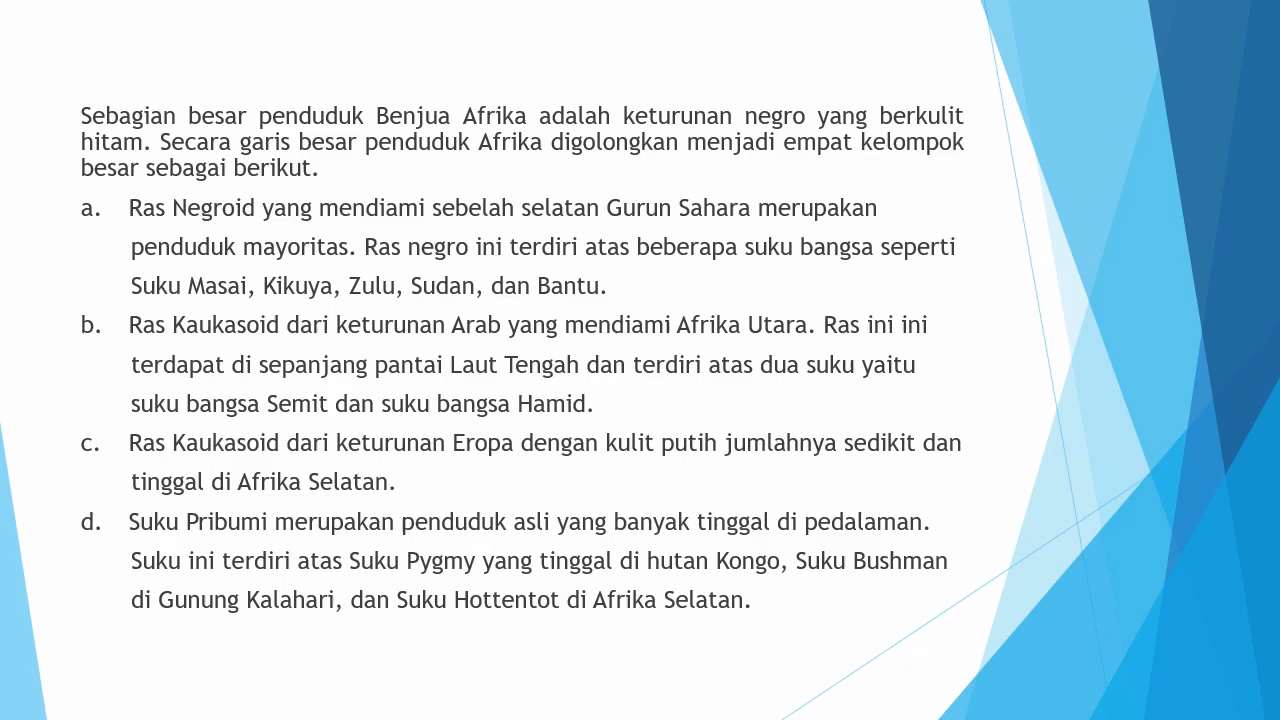 Sebagian besar penduduk Benjua Afrika adalah keturunan negro yang berkulit
hitam. Secara garis besar penduduk Afrika digolongkan menjadi empat kelompok
besar sebagai berikut.
a. Ras Negroid yang mendiami sebelah selatan Gurun Sahara merupakan
penduduk mayoritas. Ras negro ini terdiri atas beberapa suku bangsa seperti
Suku Masai, Kikuya, Zulu, Sudan, dan Bantu.
b. Ras Kaukasoid dari keturunan Arab yang mendiami Afrika Utara. Ras ini ini
terdapat di sepanjang pantai Laut Tengah dan terdiri atas dua suku yaitu
suku bangsa Semit dan suku bangsa Hamid.
c. Ras Kaukasoid dari keturunan Eropa dengan kulit putih jumlahnya sedikit dan
tinggal di Afrika Selatan.
d. Suku Pribumi merupakan penduduk asli yang banyak tinggal di pedalaman.
Suku ini terdiri atas Suku Pygmy yang tinggal di hutan Kongo, Suku Bushman
di Gunung Kalahari, dan Suku Hottentot di Afrika Selatan.